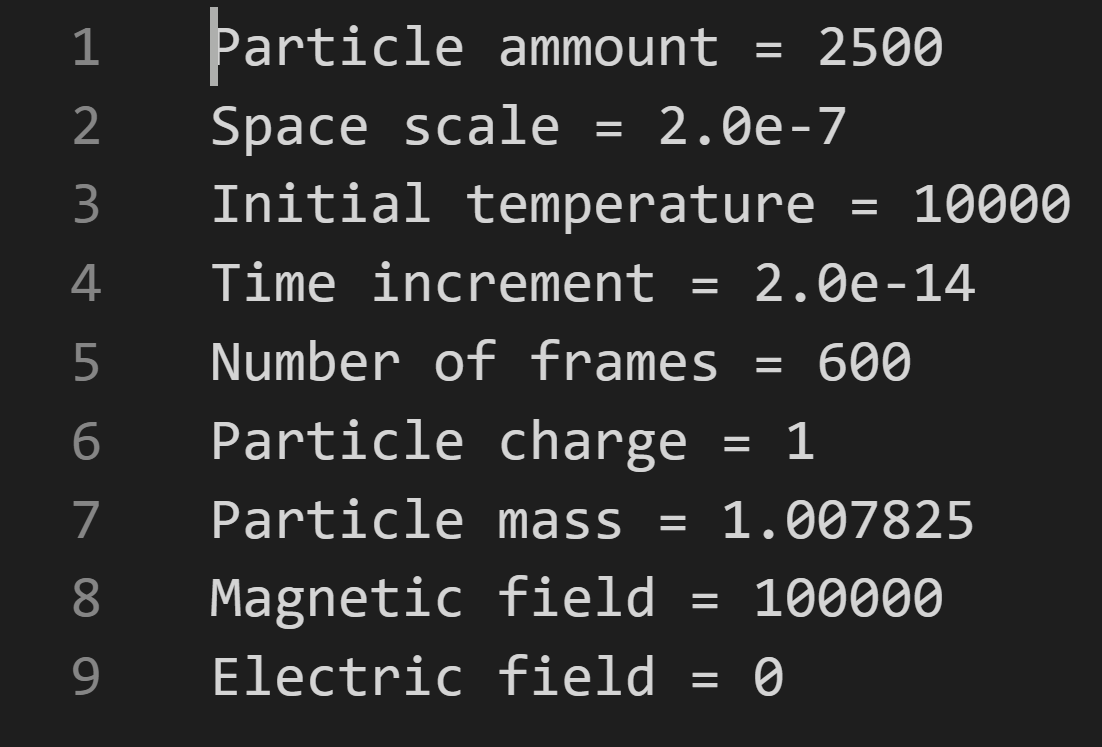 1 Particle ammount = 2500
2 Space scale = 2.0e-7
3 Initial temperature = 10000
4 Time increment = 2.0e-14
5 Number of frames = 600
6 Particle charge = 1
7 Particle mass = 1.007825
8 Magnetic field = 100000
9 Electric field = 0